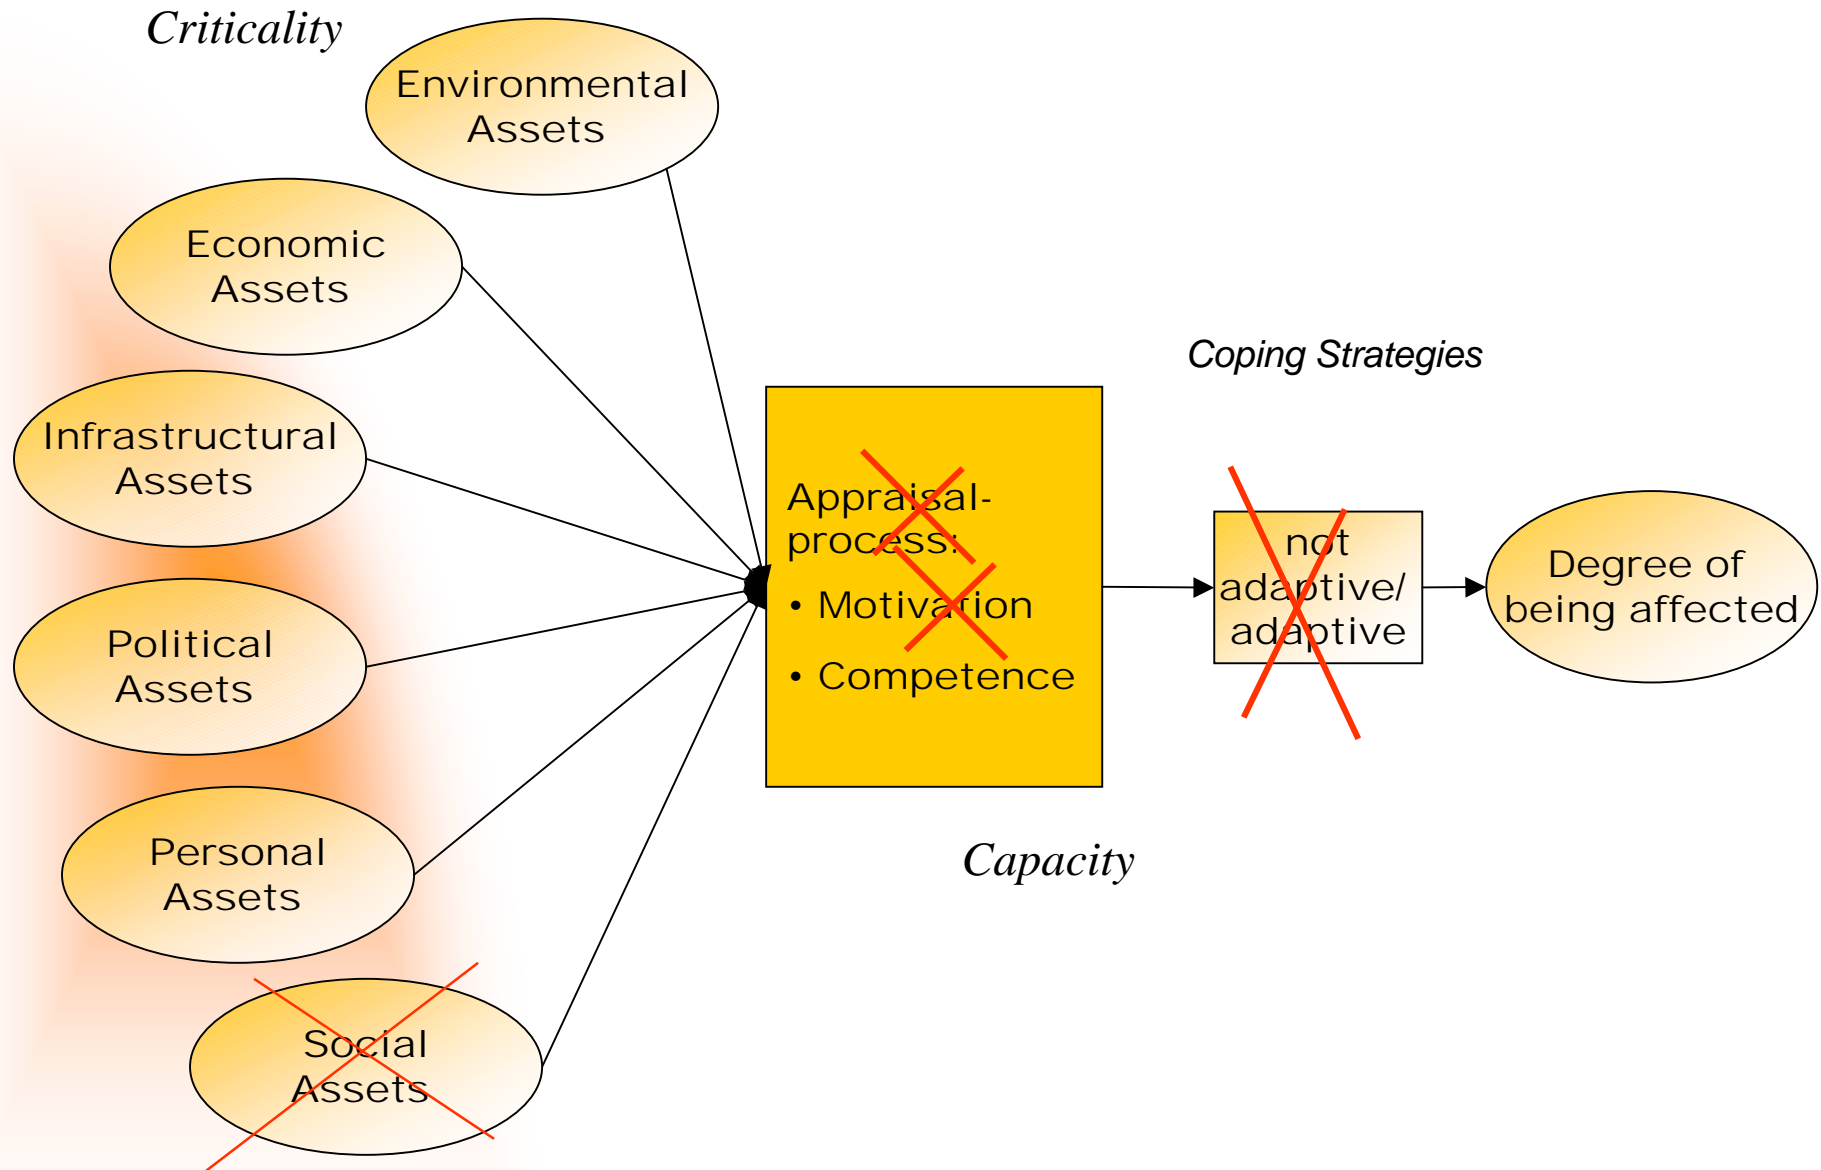 Criticality
Environmental
Assets
Economic
Assets
Infrastructural
Assets
Political
Assets
Personal
Assets
Social
Assets
Appraisal-
process:
• Motivation
• Competence
Capacity
Coping Strategies
not
adaptive/
adaptive
Degree of
being affected